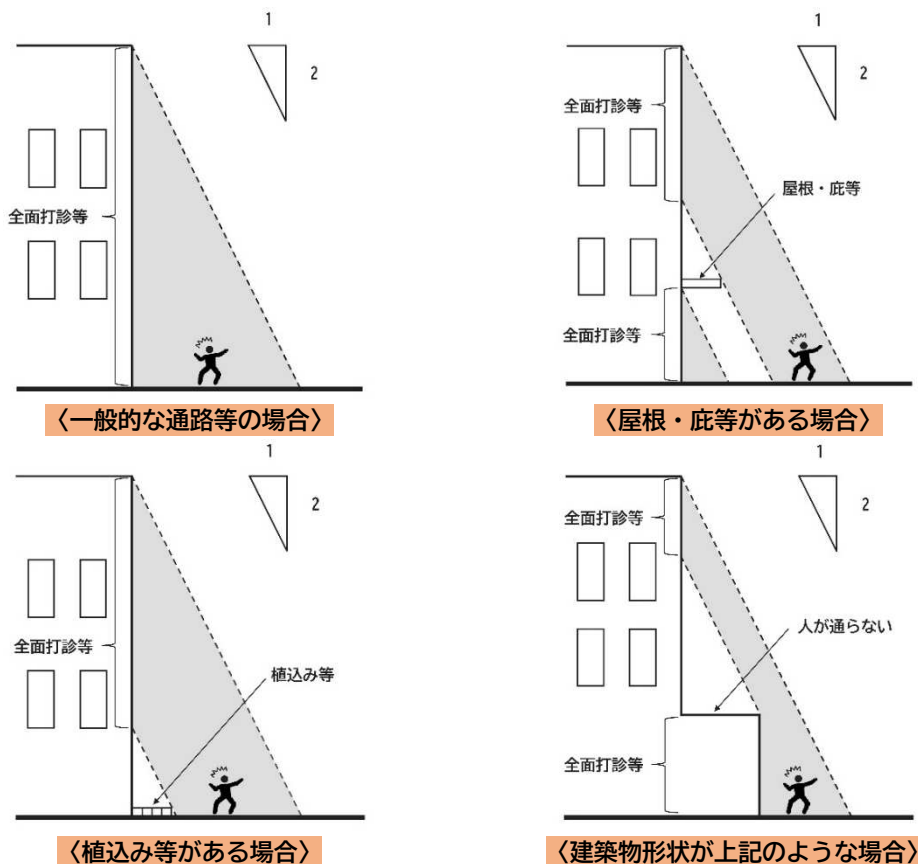 1
2
全面打診等
〈一般的な通路等の場合〉
1
2
全面打診等
屋根・庇等
全面打診等
〈屋根・庇等がある場合〉
1
2
全面打診等
植込み等
〈植込み等がある場合〉
1
2
全面打診等
人が通らない
全面打診等
〈建築物形状が上記のような場合〉